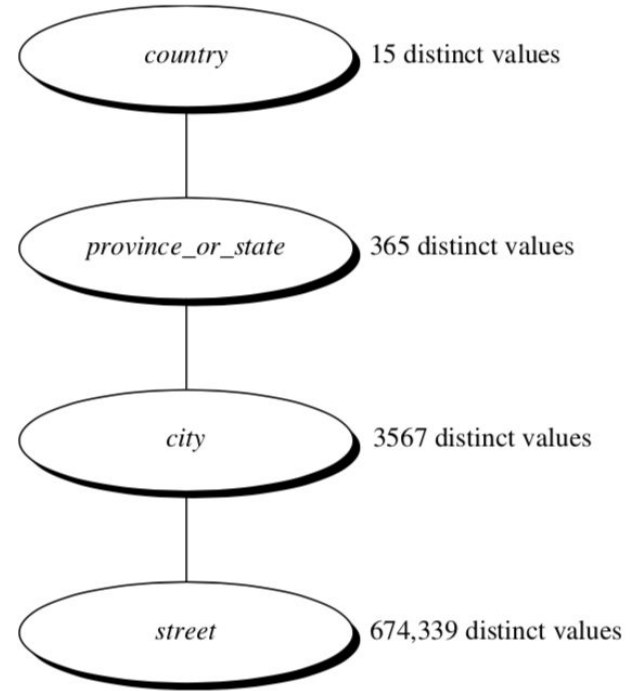 country 15 distinct values
province_or_state 365 distinct values
city 3567 distinct values
street 674,339 distinct values